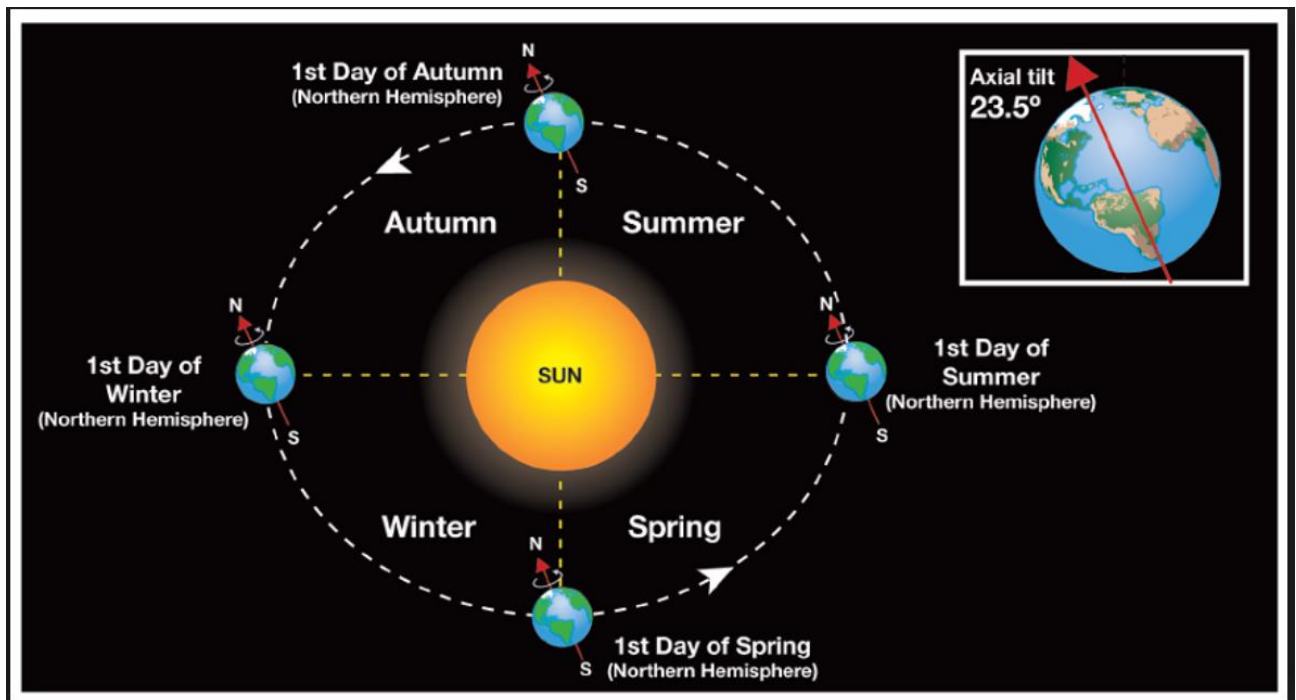 N
1st Day of Autumn
(Northern Hemisphere)
S
Axial tilt
23.5º
Autumn
Summer
N
1st Day of
Winter
(Northern Hemisphere)
S
SUN
N
1st Day of
Summer
(Northern Hemisphere)
S
Winter
Spring
N
S
1st Day of Spring
(Northern Hemisphere)